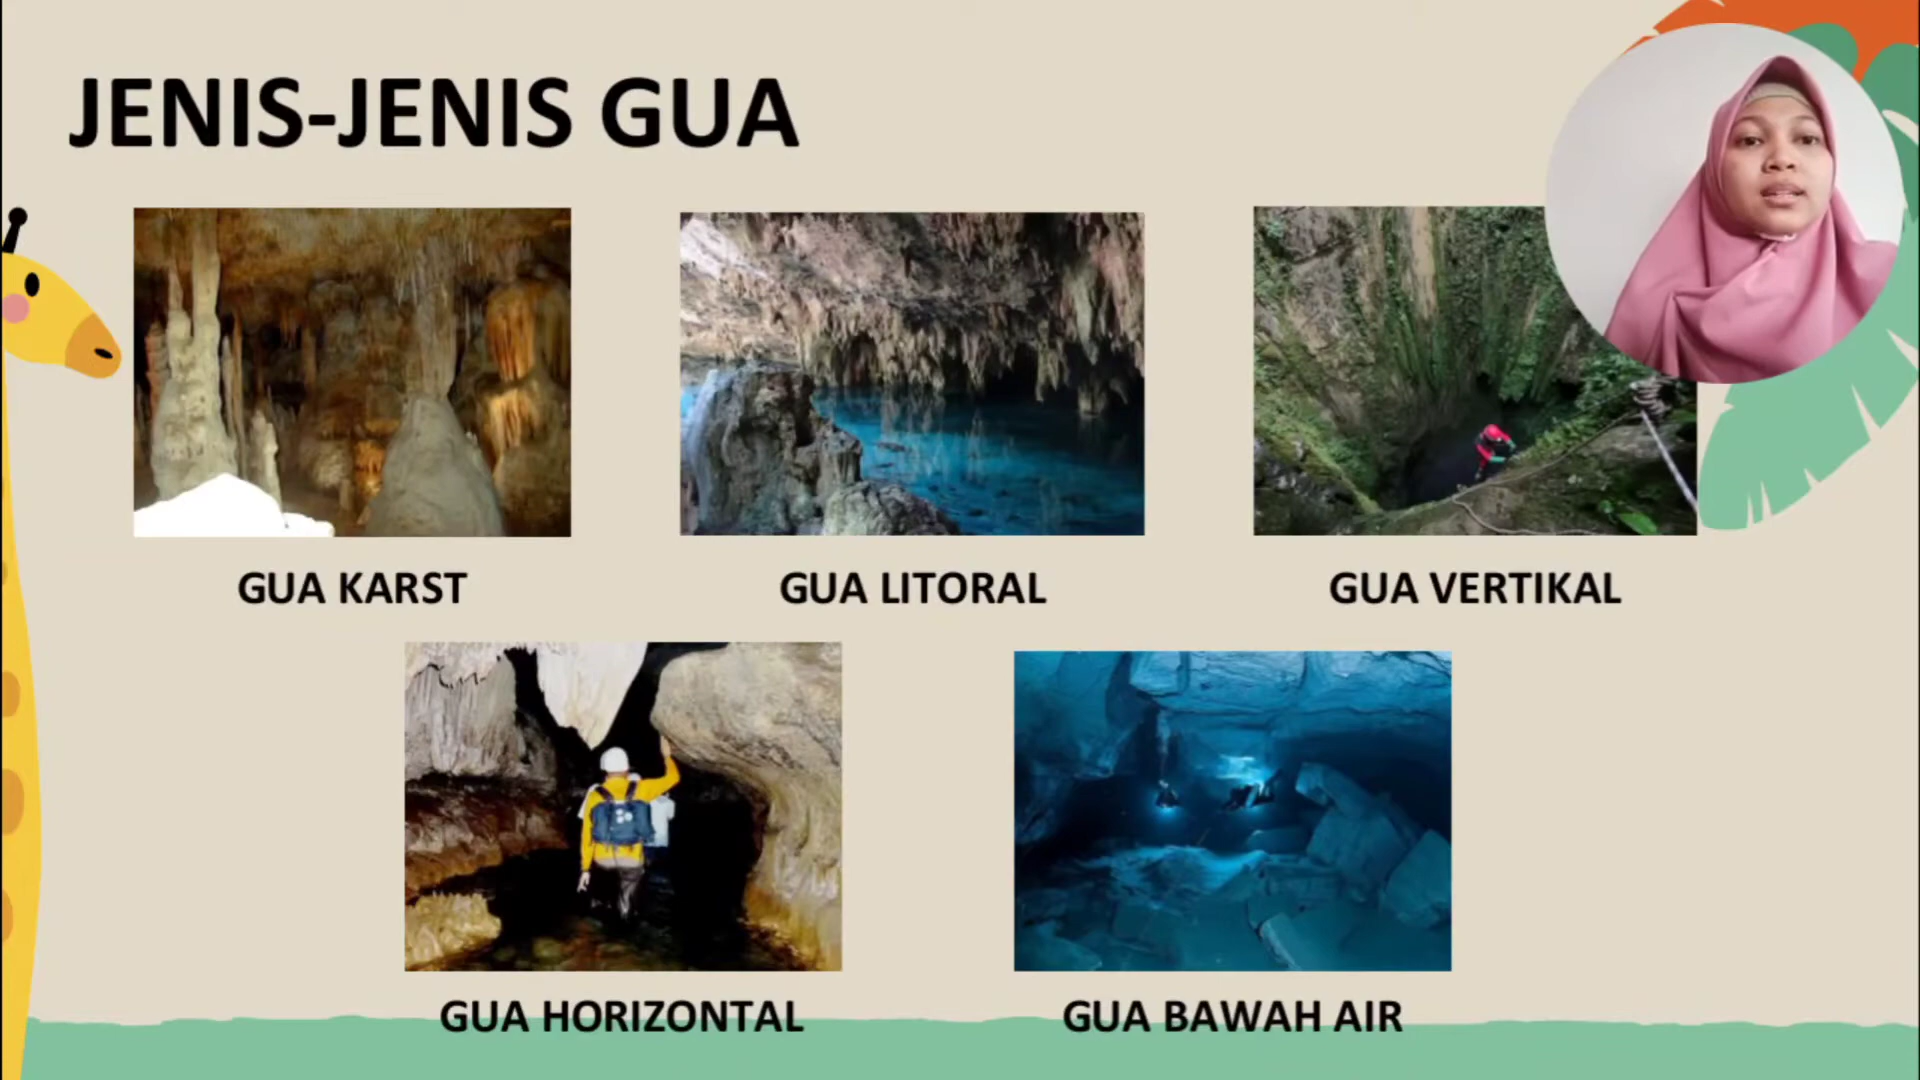 JENIS-JENIS GUA
GUA KARST
GUA LITORAL
GUA VERTIKAL
GUA HORIZONTAL
GUA BAWAH AIR